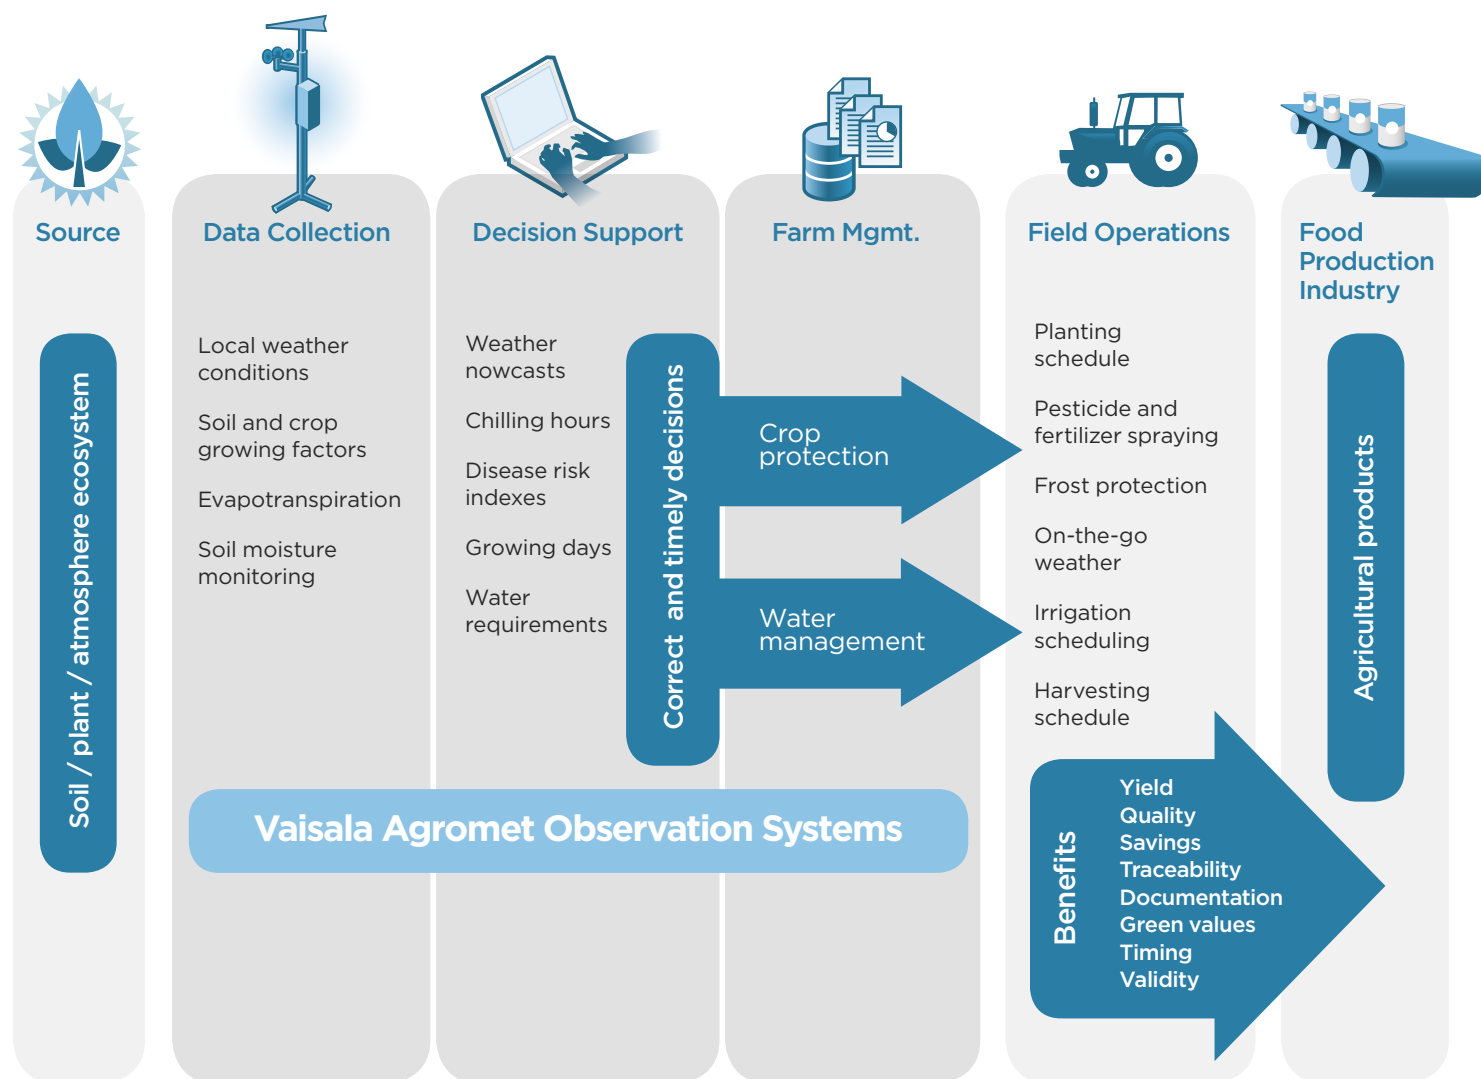 Source
Soil / plant / atmosphere ecosystem
Data Collection
Local weather
conditions
Soil and crop
growing factors
Evapotranspiration
Soil moisture
monitoring
Decision Support
Weather
nowcasts
Chilling hours
Disease risk
indexes
Growing days
Water
requirements
Correct and timely decisions
Farm Mgmt.
Crop
protection
Water
management
Vaisala Agromet Observation Systems
Field Operations
Planting
schedule
Pesticide and
fertilizer spraying
Frost protection
On-the-go
weather
Irrigation
scheduling
Harvesting
schedule
Benefits
Yield
Quality
Savings
Traceability
Documentation
Green values
Timing
Validity
Food
Production
Industry
Agricultural products